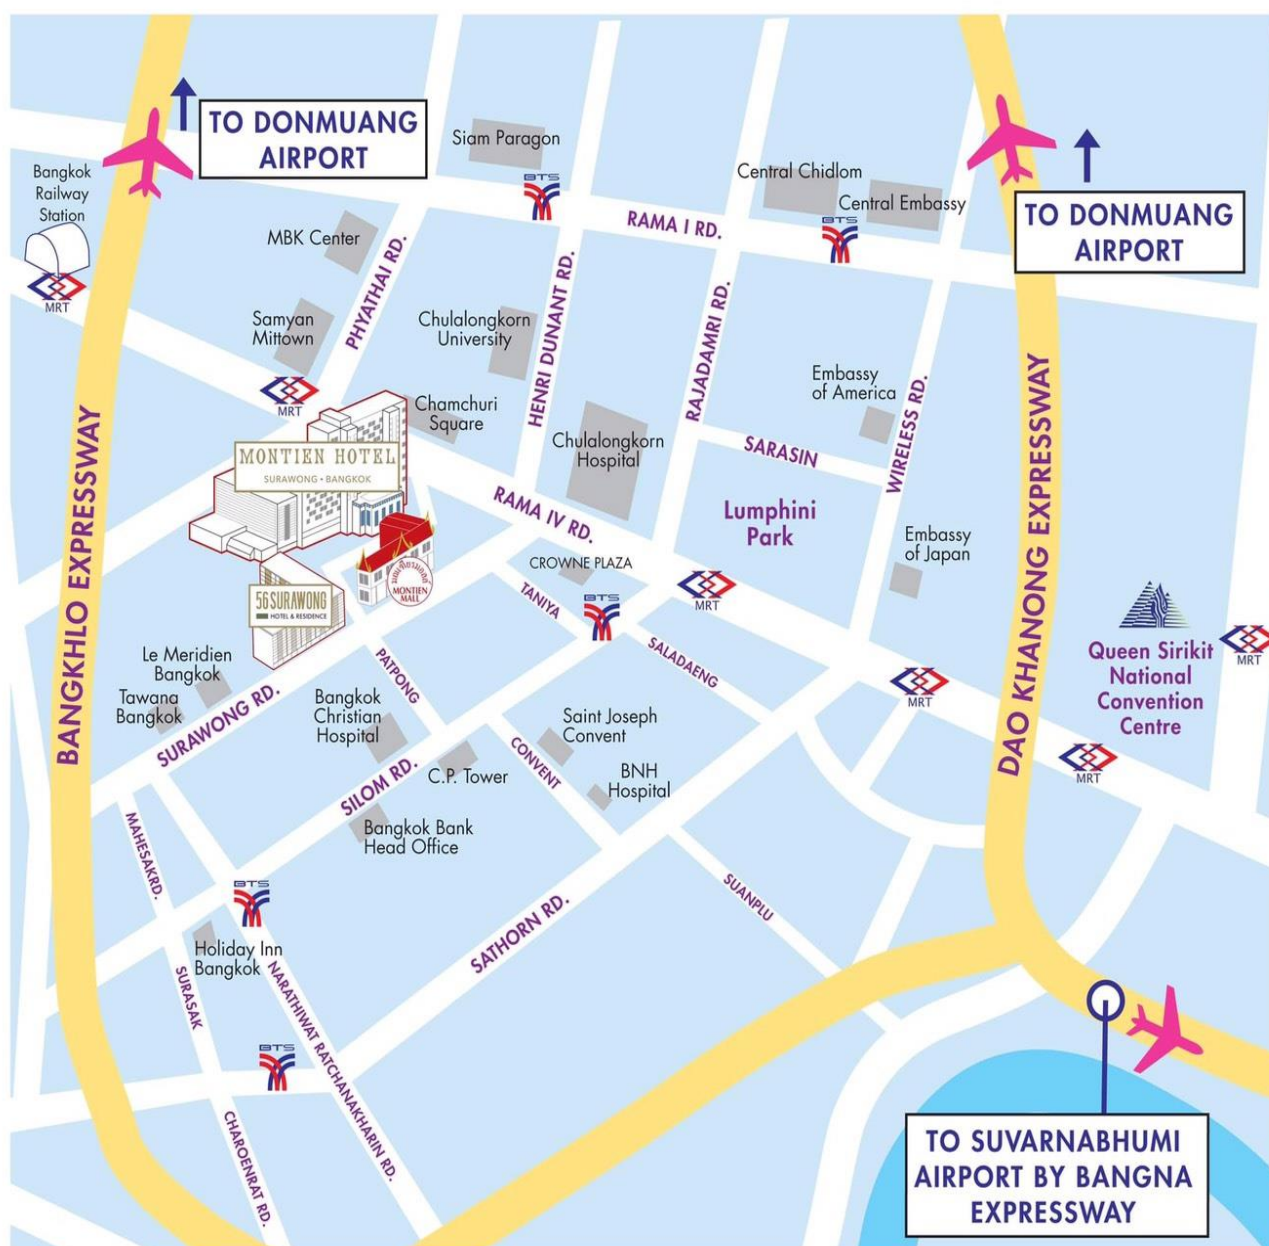 TO DONMUANG
AIRPORT
Siam Paragon
BTS
Central Chidlom
Central Embassy
BTS
RAMA I RD.
TO DONMUANG
AIRPORT
Bangkok
Railway
Station
MRT
MBK Center
PHYATHAI RD.
HENRI DUNANT RD.
RAJADAMRI RD.
Samyan
Mittown
MRT
Chulalongkorn
University
Chamchuri
Square
Chulalongkorn
Hospital
Embassy
of America
WIRELESS RD.
SARASIN
Lumphini
Park
Embassy
of Japan
BANGKHLO EXPRESSWAY
DAO KHANONG EXPRESSWAY
MONTIEN HOTEL
SURAWONG • BANGKOK
RAMA IV RD.
CROWNE PLAZA
MRT
MONTIEN
MALL
56 SURAWONG
HOTEL & RESIDENCE
TANIYA
BTS
SALADAENG
Queen Sirikit
National
Convention
Centre
MRT
MRT
MRT
Le Meridien
Bangkok
Tawana
Bangkok
SURAWONG RD.
PATPONG
Bangkok
Christian
Hospital
SILOM RD.
C.P. Tower
CONVENT
Saint Joseph
Convent
BNH
Hospital
Bangkok Bank
Head Office
MAHESAKRD.
BTS
SUANPLU
SATHORN RD.
Holiday Inn
Bangkok
SURASAK
NARATHIWAT RATCHANAKHARIN RD.
BTS
CHAROENRAT RD.
TO SUVARNABHUMI
AIRPORT BY BANGNA
EXPRESSWAY